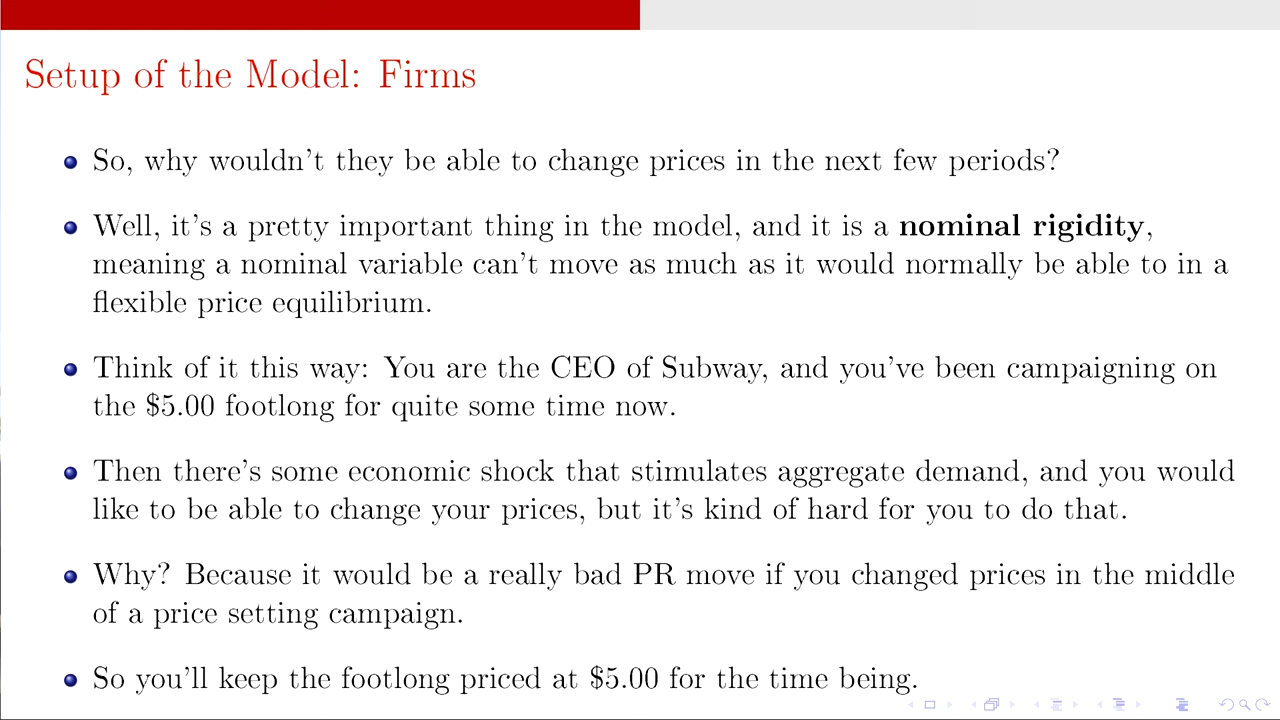 Setup of the Model: Firms
So, why wouldn't they be able to change prices in the next few periods?
Well, it's a pretty important thing in the model, and it is a nominal rigidity,
meaning a nominal variable can't move as much as it would normally be able to in a
flexible price equilibrium.
Think of it this way: You are the CEO of Subway, and you've been campaigning on
the $5.00 footlong for quite some time now.
Then there's some economic shock that stimulates aggregate demand, and you would
like to be able to change your prices, but it's kind of hard for you to do that.
Why? Because it would be a really bad PR move if you changed prices in the middle
of a price setting campaign.
So you'll keep the footlong priced at $5.00 for the time being.